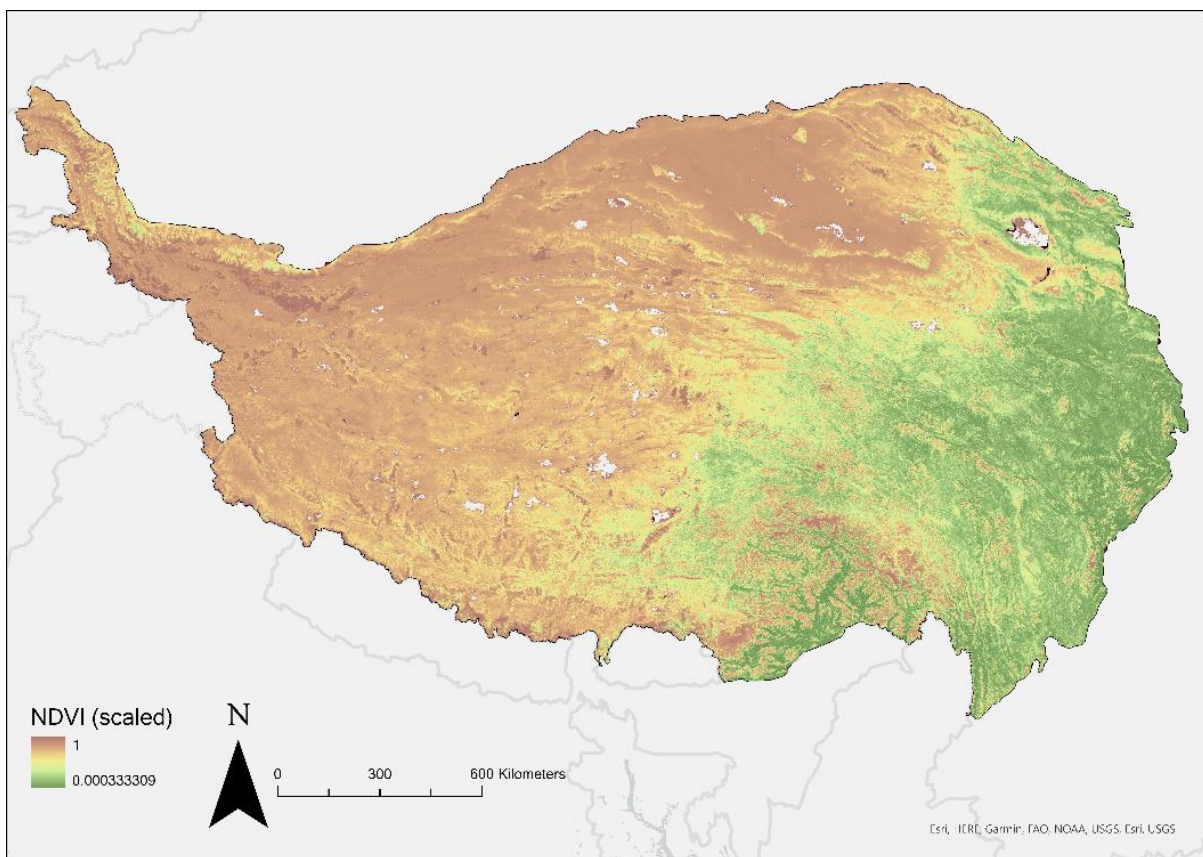 NDVI (scaled)
1
0.000333309
N
0 300 600 Kilometers
Esri, HERE, Garmin, FAO, NOAA, USGS, Esri, USGS